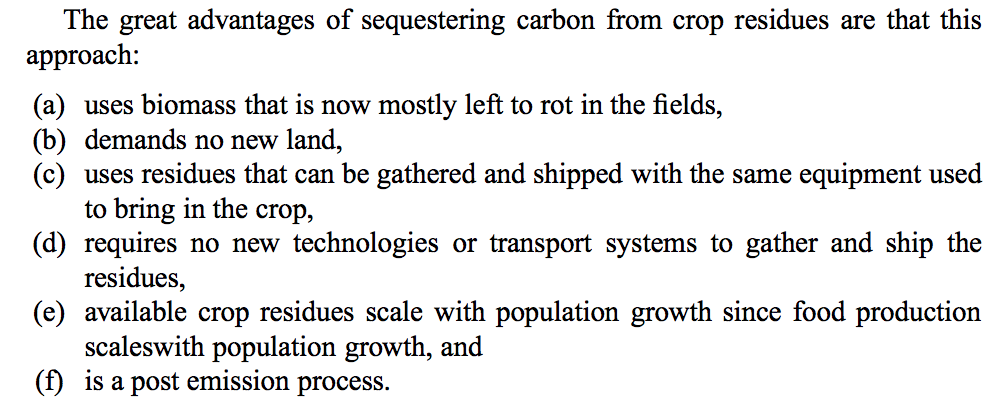 The great advantages of sequestering carbon from crop residues are that this
approach:
(a) uses biomass that is now mostly left to rot in the fields,
(b) demands no new land,
(c) uses residues that can be gathered and shipped with the same equipment used
to bring in the crop,
(d) requires no new technologies or transport systems to gather and ship the
residues,
(e) available crop residues scale with population growth since food production
scaleswith population growth, and
(f) is a post emission process.